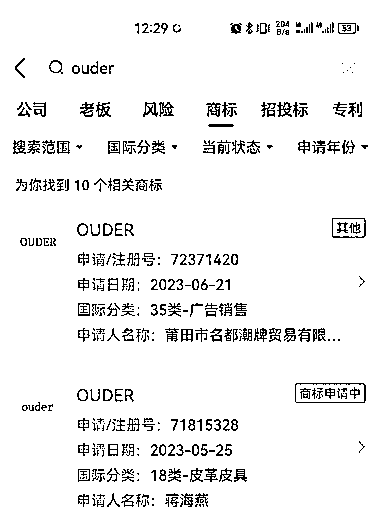 12:29
204 B/s 53
ouder
公司 老板 风险 商标 招投标 专利
搜索范围 国际分类 当前状态 申请年份
为你找到 10 个相关商标
OUDER
OUDER 其他
申请/注册号：72371420
申请日期：2023-06-21
国际分类：35类-广告销售
申请人名称：莆田市名都潮牌贸易有限...
ouder
OUDER 商标申请中
申请/注册号：71815328
申请日期：2023-05-25
国际分类：18类-皮革皮具
申请人名称：蒋海燕